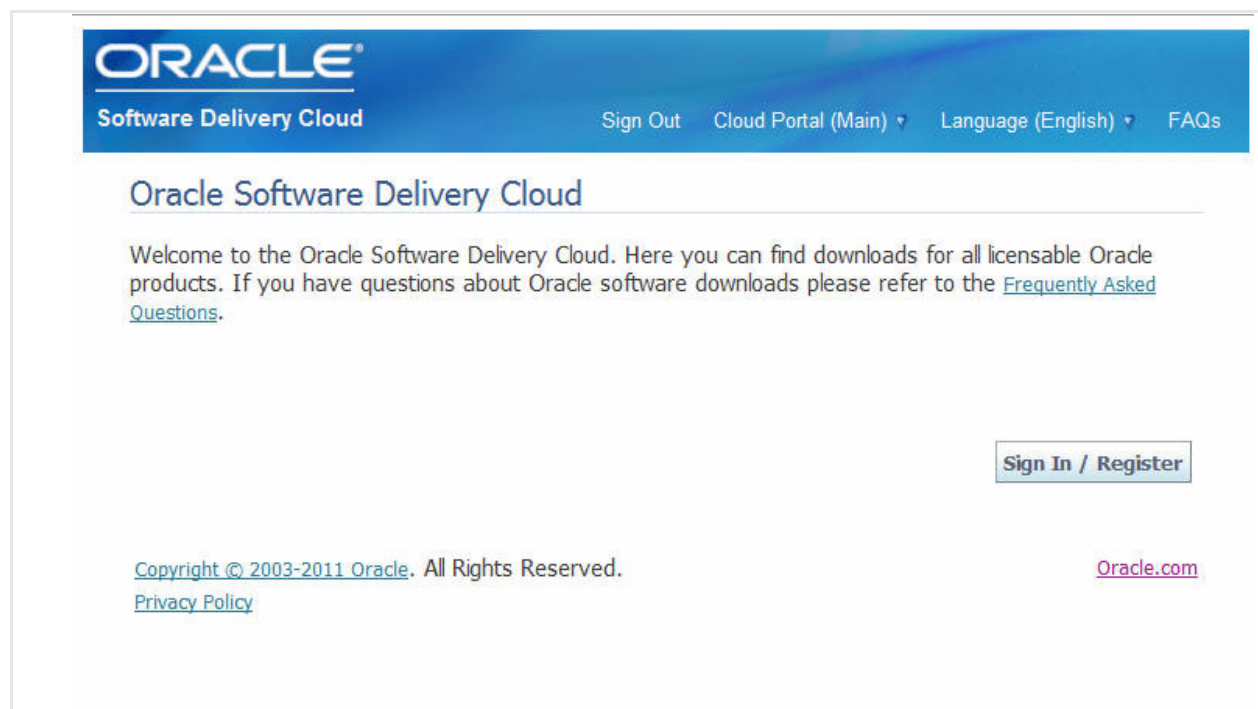 ORACLE®
Software Delivery Cloud
Sign Out Cloud Portal (Main) Language (English) FAQs
Oracle Software Delivery Cloud
Welcome to the Oracle Software Delivery Cloud. Here you can find downloads for all licensable Oracle
products. If you have questions about Oracle software downloads please refer to the Frequently Asked
Questions.
Sign In / Register
Copyright © 2003-2011 Oracle. All Rights Reserved.
Oracle.com
Privacy Policy